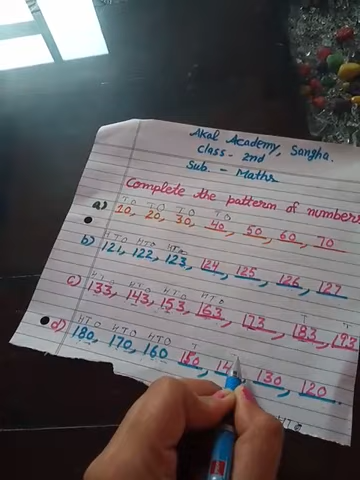 Akal Academy, Sangha.
Class - 2nd
Sub. - Maths
Complete the pattern of numbers
T O T O T O T O
a) 10, 20, 30, 40, 50, 60, 70
H T O H T O H T O
b) 121, 122, 123, 124, 125, 126, 127
H T O H T O H T O H T O T T
c) 133, 143, 153, 163, 173, 183, 193
H T O H T O H T O T
d) 180, 170, 160 150, 14 130, 120.